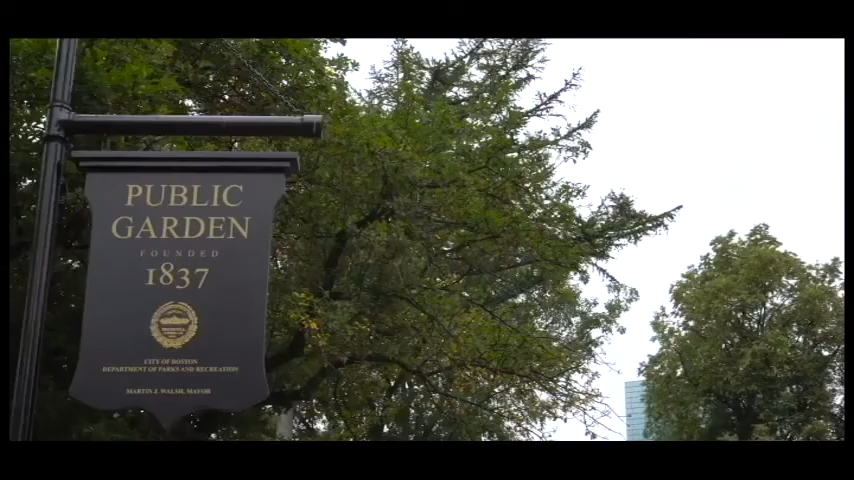 PUBLIC
GARDEN
FOUNDED
1837
CITY OF BOSTON
DEPARTMENT OF PARKS AND RECREATION
MARTIN J. WALSH, MAYOR